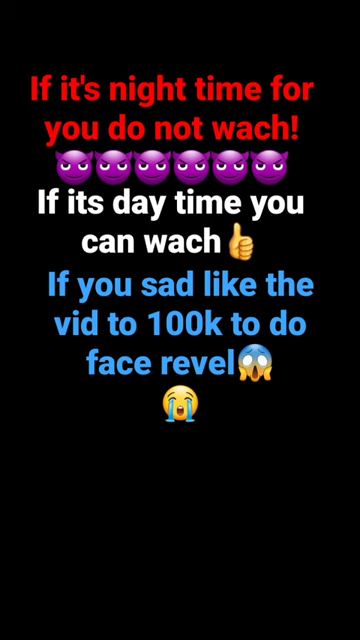 If it's night time for
you do not wach!
😈😈😈😈😈😈
If its day time you
can wach👍
If you sad like the
vid to 100k to do
face revel😱
😭